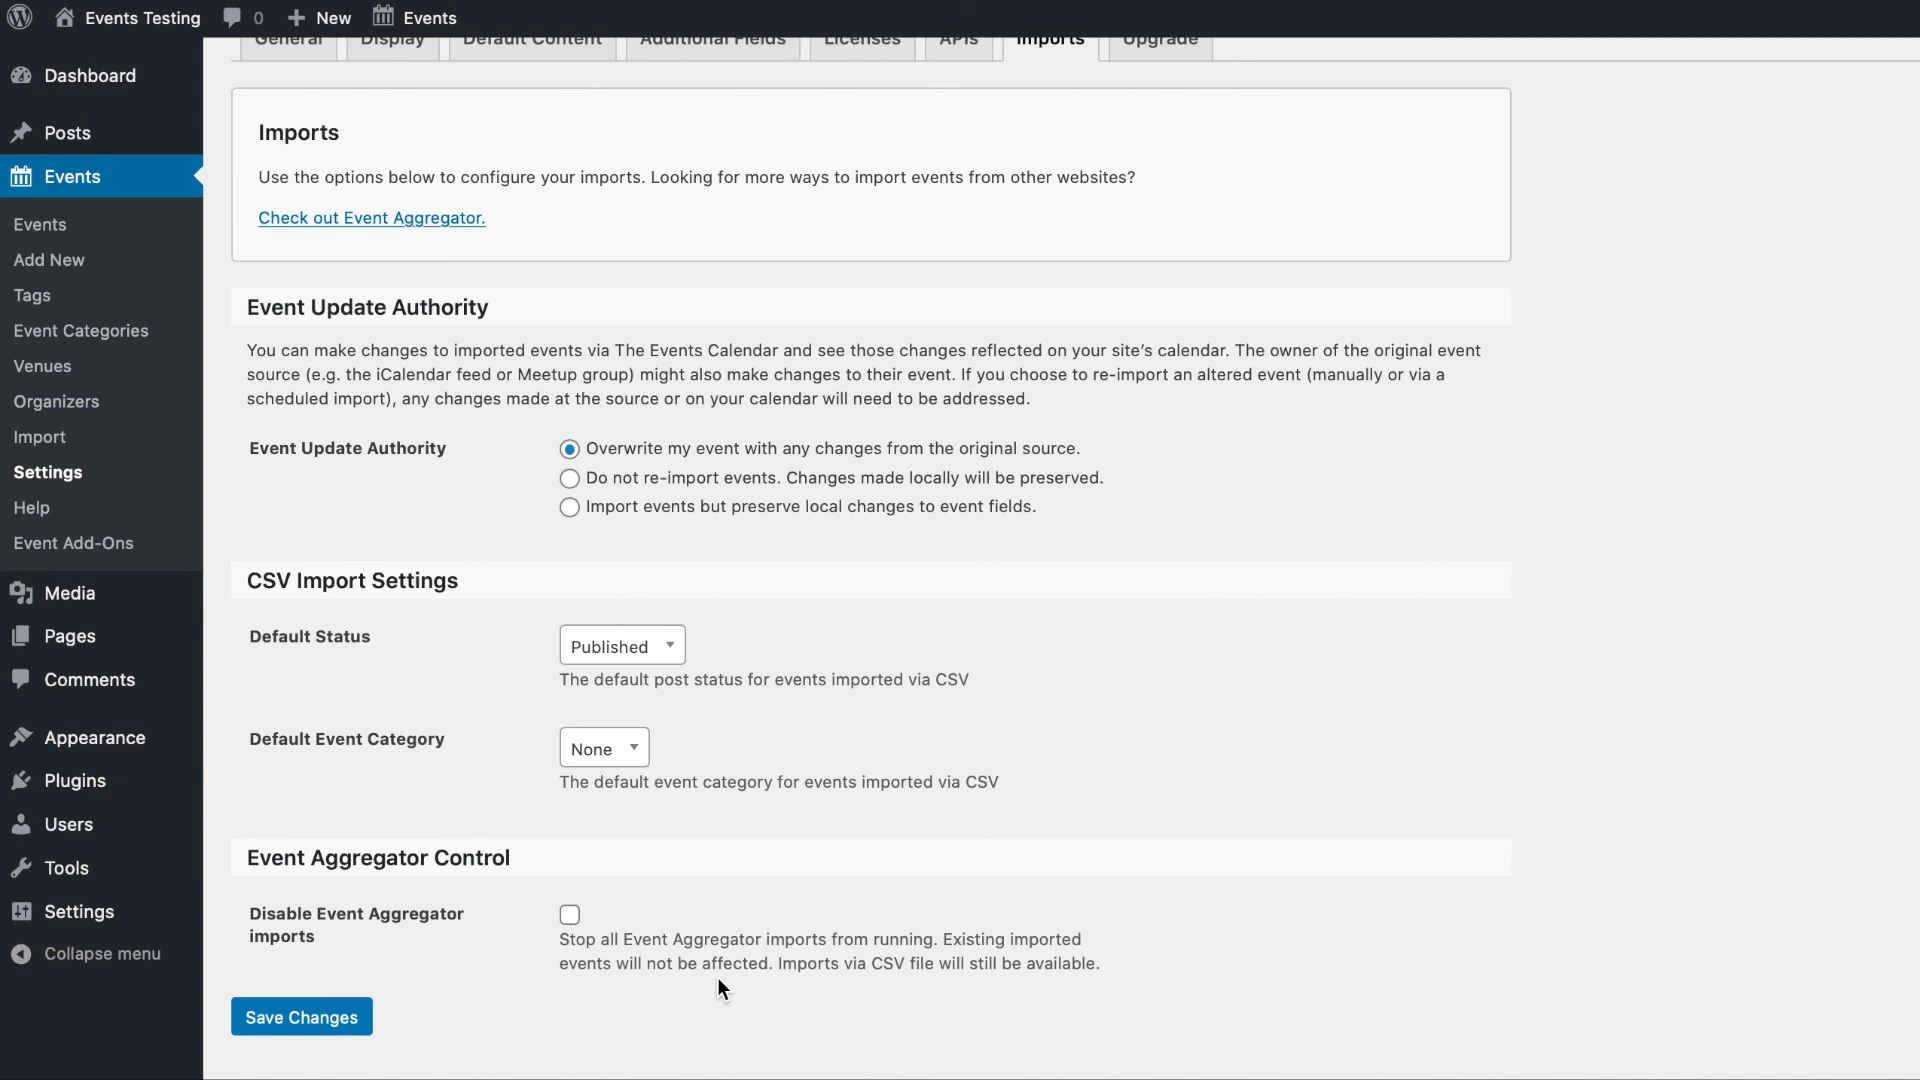 Events Testing
0
New
Events
General
Display
Default Content
Additional Fields
Licenses
APIs
Imports
Upgrade
Dashboard
Posts
Events
Events
Add New
Tags
Event Categories
Venues
Organizers
Import
Settings
Help
Event Add-Ons
Media
Pages
Comments
Appearance
Plugins
Users
Tools
Settings
Collapse menu
Imports
Use the options below to configure your imports. Looking for more ways to import events from other websites?
Check out Event Aggregator.
Event Update Authority
You can make changes to imported events via The Events Calendar and see those changes reflected on your site's calendar. The owner of the original event
source (e.g. the iCalendar feed or Meetup group) might also make changes to their event. If you choose to re-import an altered event (manually or via a
scheduled import), any changes made at the source or on your calendar will need to be addressed.
Event Update Authority
Overwrite my event with any changes from the original source.
Do not re-import events. Changes made locally will be preserved.
Import events but preserve local changes to event fields.
CSV Import Settings
Default Status
Published
The default post status for events imported via CSV
Default Event Category
None
The default event category for events imported via CSV
Event Aggregator Control
Disable Event Aggregator
imports
Stop all Event Aggregator imports from running. Existing imported
events will not be affected. Imports via CSV file will still be available.
Save Changes